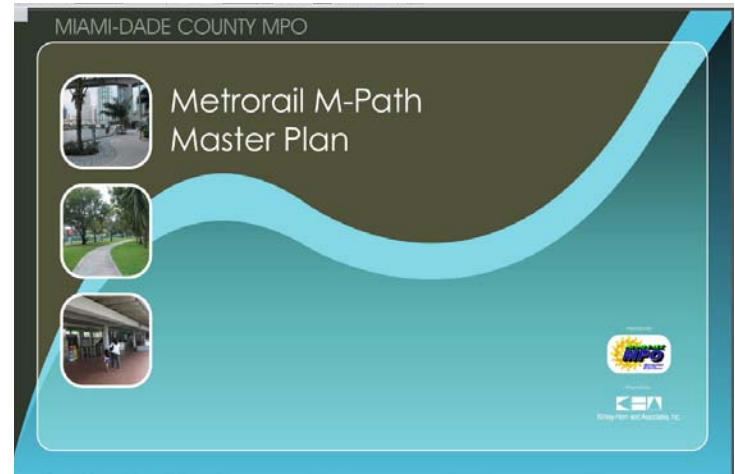 MIAMI-DADE COUNTY MPO
Metrorail M-Path
Master Plan
MPO
Kimley-Horn and Associates, Inc.